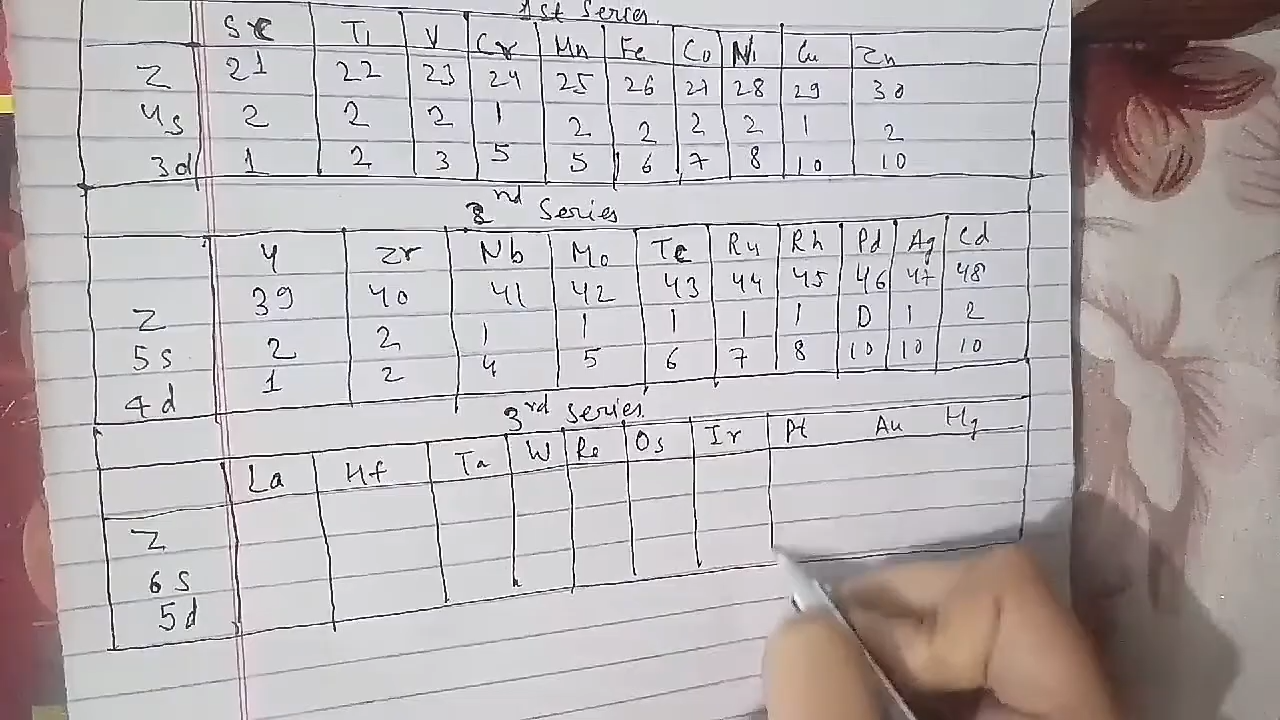 1st Series
Sc Ti V Cr Mn Fe Co Ni Cu Zn
Z 21 22 23 24 25 26 27 28 29 30
4s 2 2 2 1 2 2 2 2 1 2
3d 1 2 3 5 5 6 7 8 10 10
2nd Series
Y Zr Nb Mo Tc Ru Rh Pd Ag Cd
Z 39 40 41 42 43 44 45 46 47 48
5s 2 2 1 1 1 1 1 0 1 2
4d 1 2 4 5 6 7 8 10 10 10
3rd Series
La Hf Ta W Re Os Ir Pt Au Hg
Z
6s
5d